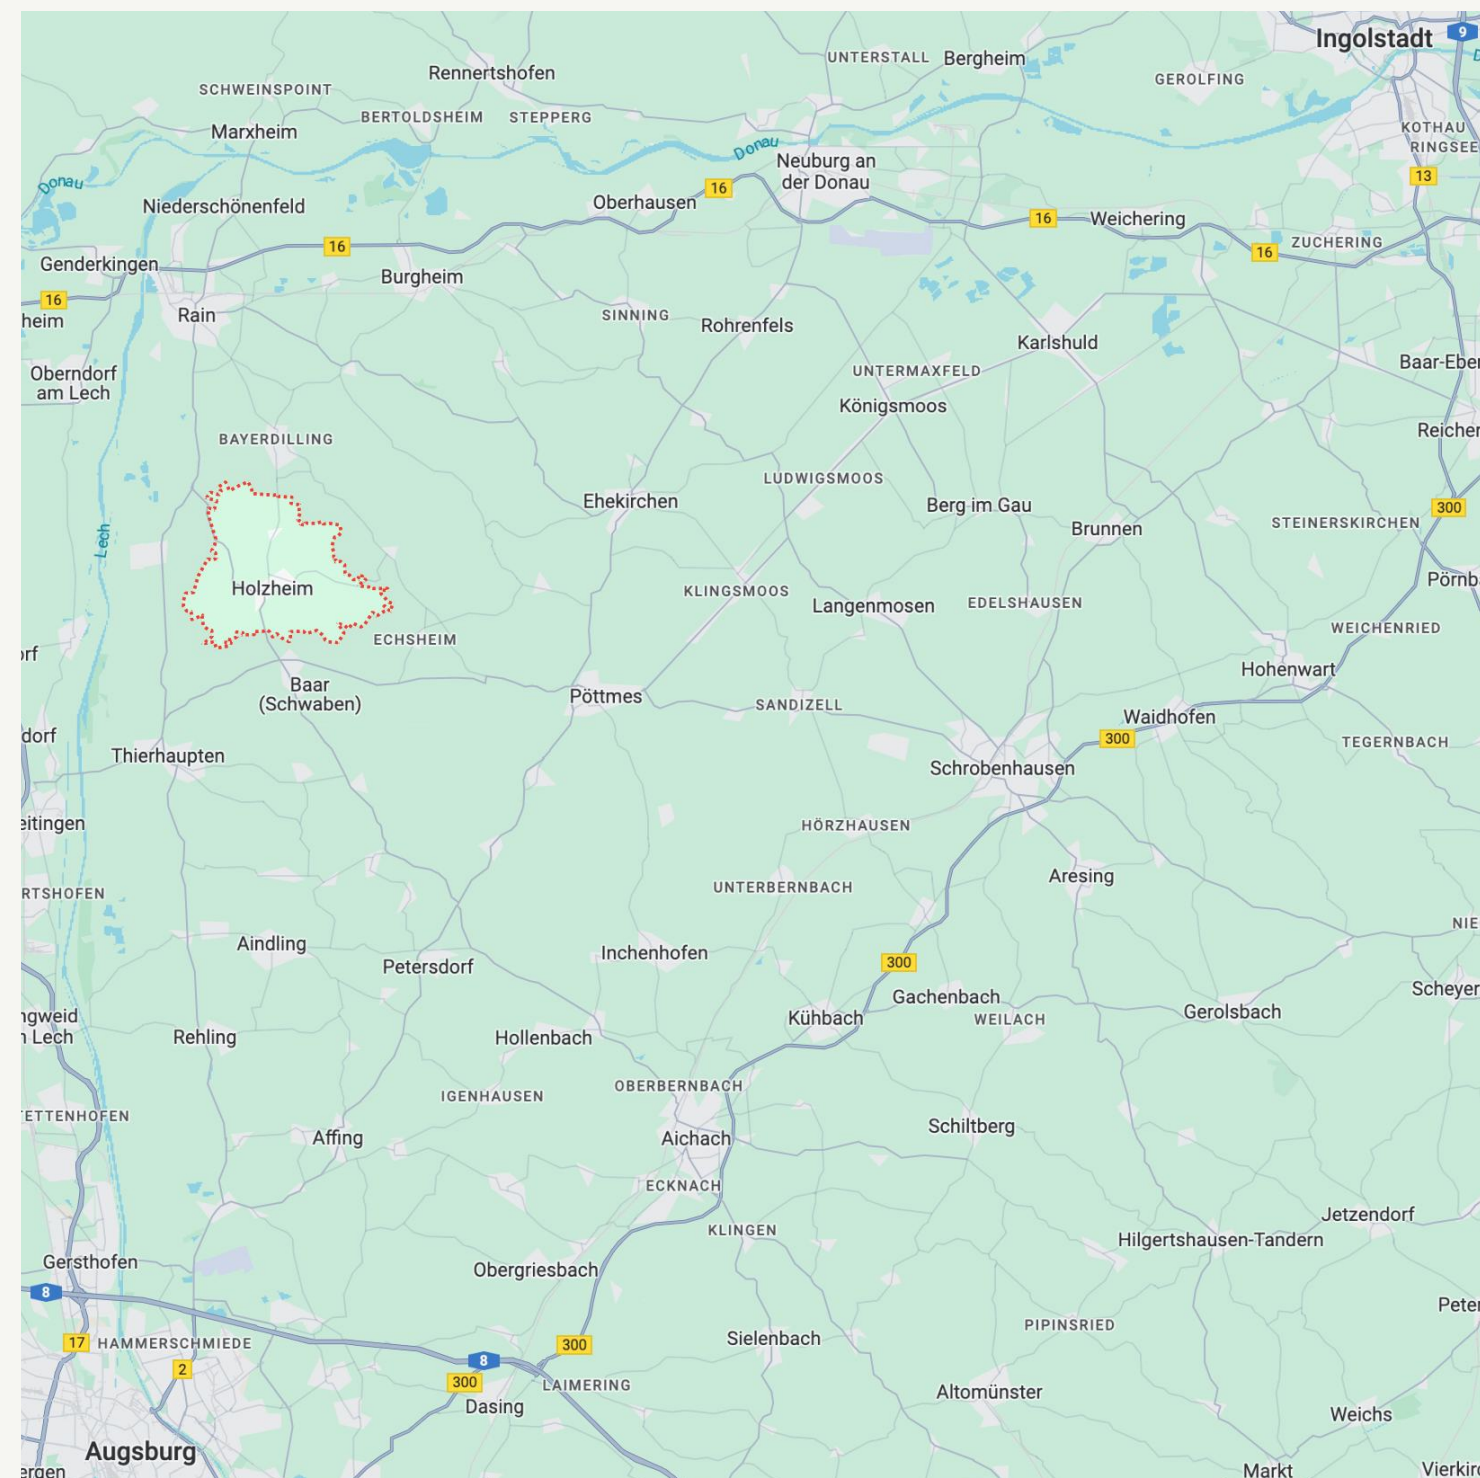 Ingolstadt
9
UNTERSTALL
Bergheim
Rennertshofen
GEROLFING
SCHWEINSPOINT
BERTOLDSHEIM
STEPPERG
Marxheim
KOTHAU
RINGSEE
Donau
Neuburg an
der Donau
13
Donau
16
Oberhausen
Niederschönenfeld
16
Weichering
16
ZUCHERING
16
Genderkingen
Burgheim
16
heim
Rain
SINNING
Rohrenfels
Karlshuld
Baar-Eber
Oberndorf
am Lech
UNTERMAXFELD
Königsmoos
Reicher
BAYERDILLING
LUDWIGSMOOS
Ehekirchen
Berg im Gau
300
Brunnen
STEINERSKIRCHEN
Lech
Holzheim
KLINGSMOOS
Langenmosen
EDELSHAUSEN
Pörnb
WEICHENRIED
ECHSHEIM
orf
Hohenwart
Baar
(Schwaben)
Pöttmes
SANDIZELL
Waidhofen
300
TEGERNBACH
dorf
Thierhaupten
Schrobenhausen
eitingen
HÖRZHAUSEN
Aresing
UNTERBERNBACH
RTSHOFEN
NIE
Aindling
Inchenhofen
Petersdorf
300
Gachenbach
Scheyer
ngweid
n Lech
Kühbach
WEILACH
Gerolsbach
Rehling
Hollenbach
OBERBERNBACH
IGENHAUSEN
TETTENHOFEN
Affing
Aichach
Schiltberg
ECKNACH
KLINGEN
Jetzendorf
Hilgertshausen-Tandern
Gersthofen
Obergriesbach
8
Peter
PIPINSRIED
17
HAMMERSCHMIEDE
300
Sielenbach
2
8
300
LAIMERING
Dasing
Altomünster
Weichs
Augsburg
ergen
Markt
Vierkir